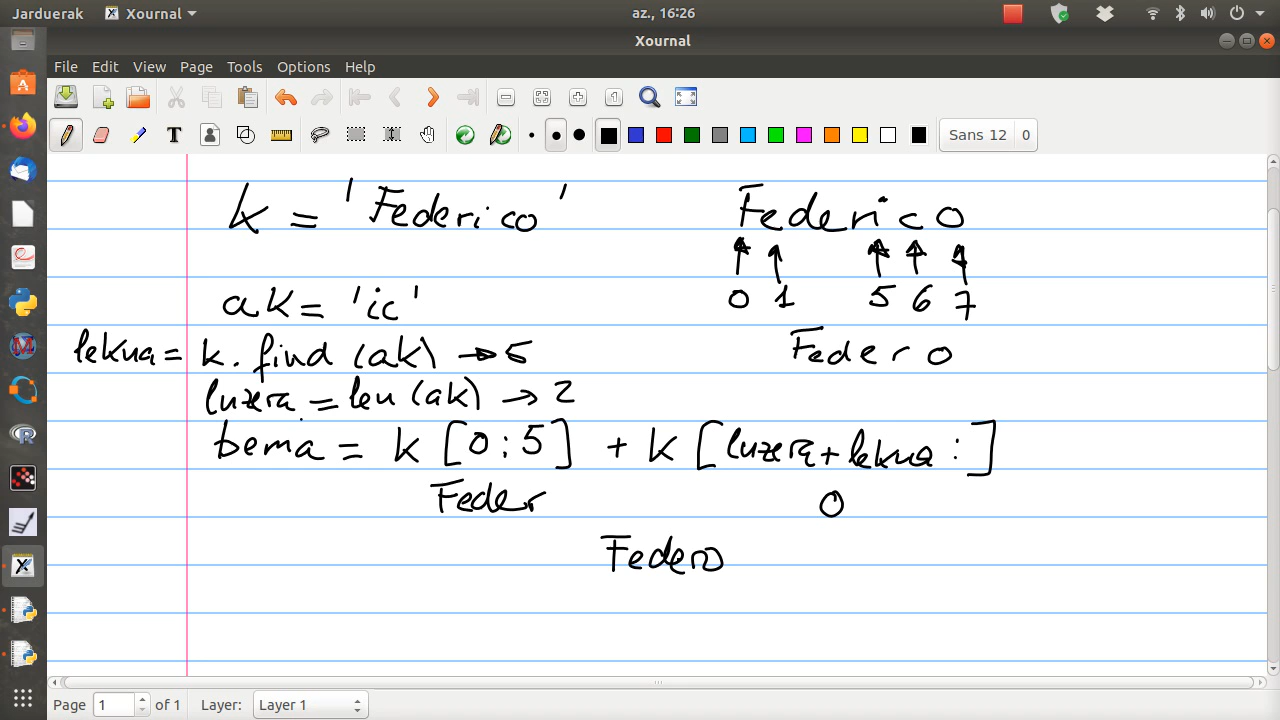 Jarduerak Xournal az., 16:26
Xournal
File Edit View Page Tools Options Help
Sans 12 0
k = 'Federico' Federico
0 1 5 6 7
ak = 'ic'
Federo
lekua = k.find (ak) → 5
luzera = len (ak) → 2
bema = k [0:5] + k [luzera + lekua :]
Feder o
Federo
Page 1 of 1 Layer: Layer 1